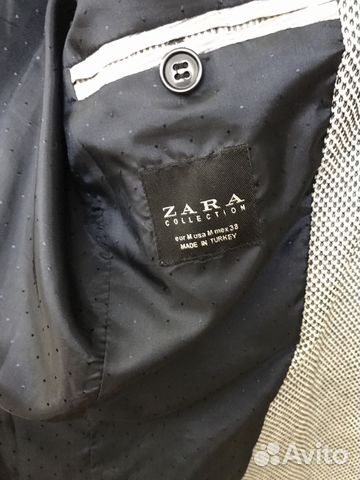 ZARA
COLLECTION
eur M usa M mex 38
MADE IN TURKEY
Avito